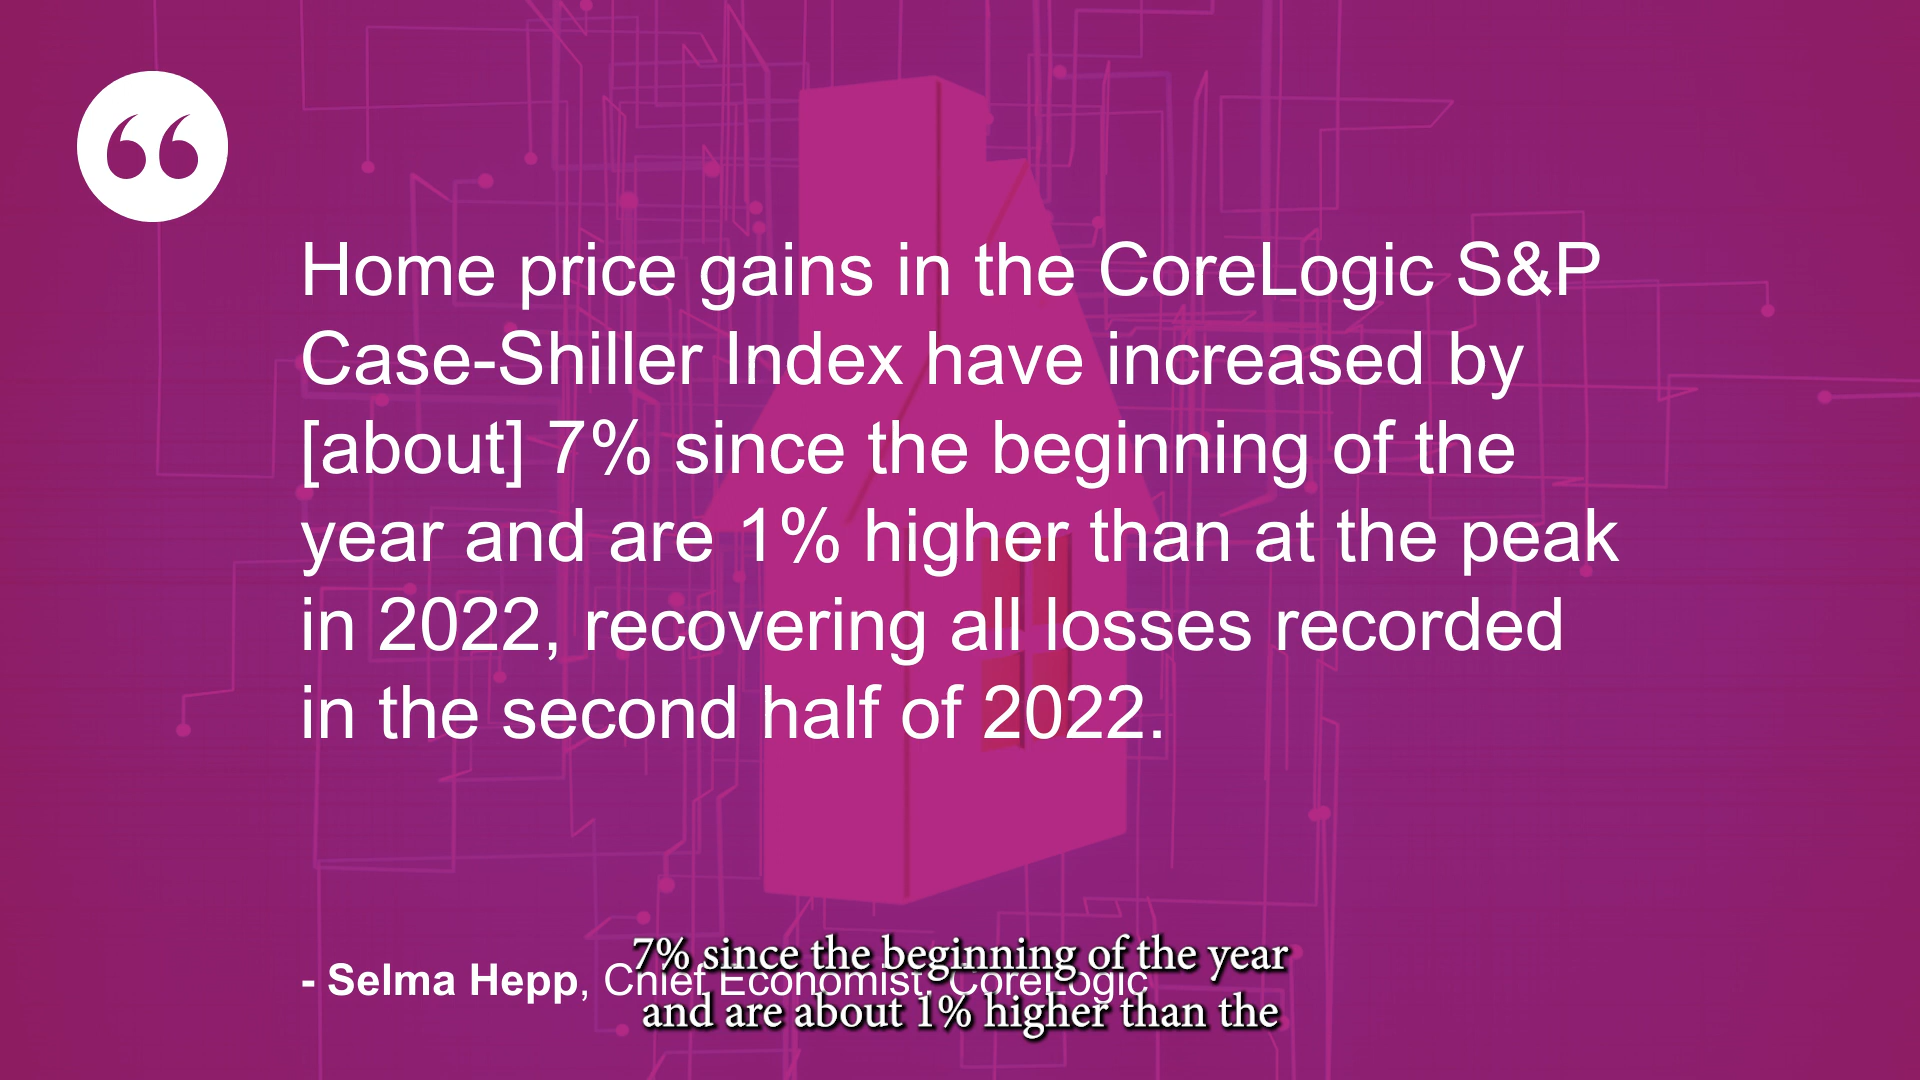 Home price gains in the CoreLogic S&P
Case-Shiller Index have increased by
[about] 7% since the beginning of the
year and are 1% higher than at the peak
in 2022, recovering all losses recorded
in the second half of 2022.
- Selma Hepp, Chief Economist, CoreLogic
7% since the beginning of the year
and are about 1% higher than the